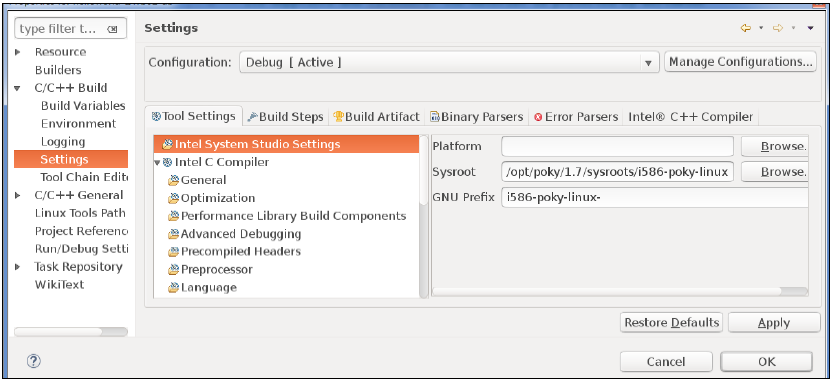 type filter t...
Resource
Builders
C/C++ Build
Build Variables
Environment
Logging
Settings
Tool Chain Edit
C/C++ General
Linux Tools Path
Project Referenc
Run/Debug Setti
Task Repository
WikiText
Settings
Configuration: Debug [ Active ] Manage Configurations...
Tool Settings Build Steps Build Artifact Binary Parsers Error Parsers Intel® C++ Compiler
Intel System Studio Settings
Intel C Compiler
General
Optimization
Performance Library Build Components
Advanced Debugging
Precompiled Headers
Preprocessor
Language
Platform Browse.
Sysroot /opt/poky/1.7/sysroots/i586-poky-linux Browse.
GNU Prefix i586-poky-linux-
Restore Defaults Apply
Cancel OK